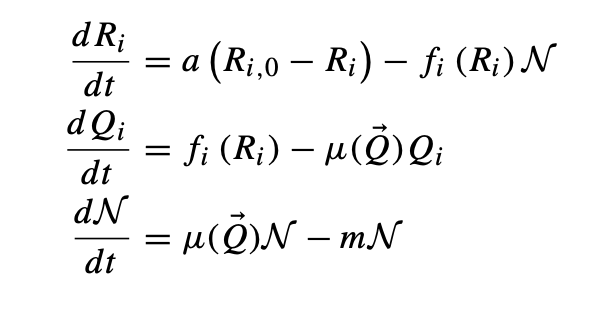 dR_i/dt = a (R_{i,0} − R_i) − f_i (R_i) 𝒩
dQ_i/dt = f_i (R_i) − μ(Q⃗)Q_i
d𝒩/dt = μ(Q⃗)𝒩 − m𝒩